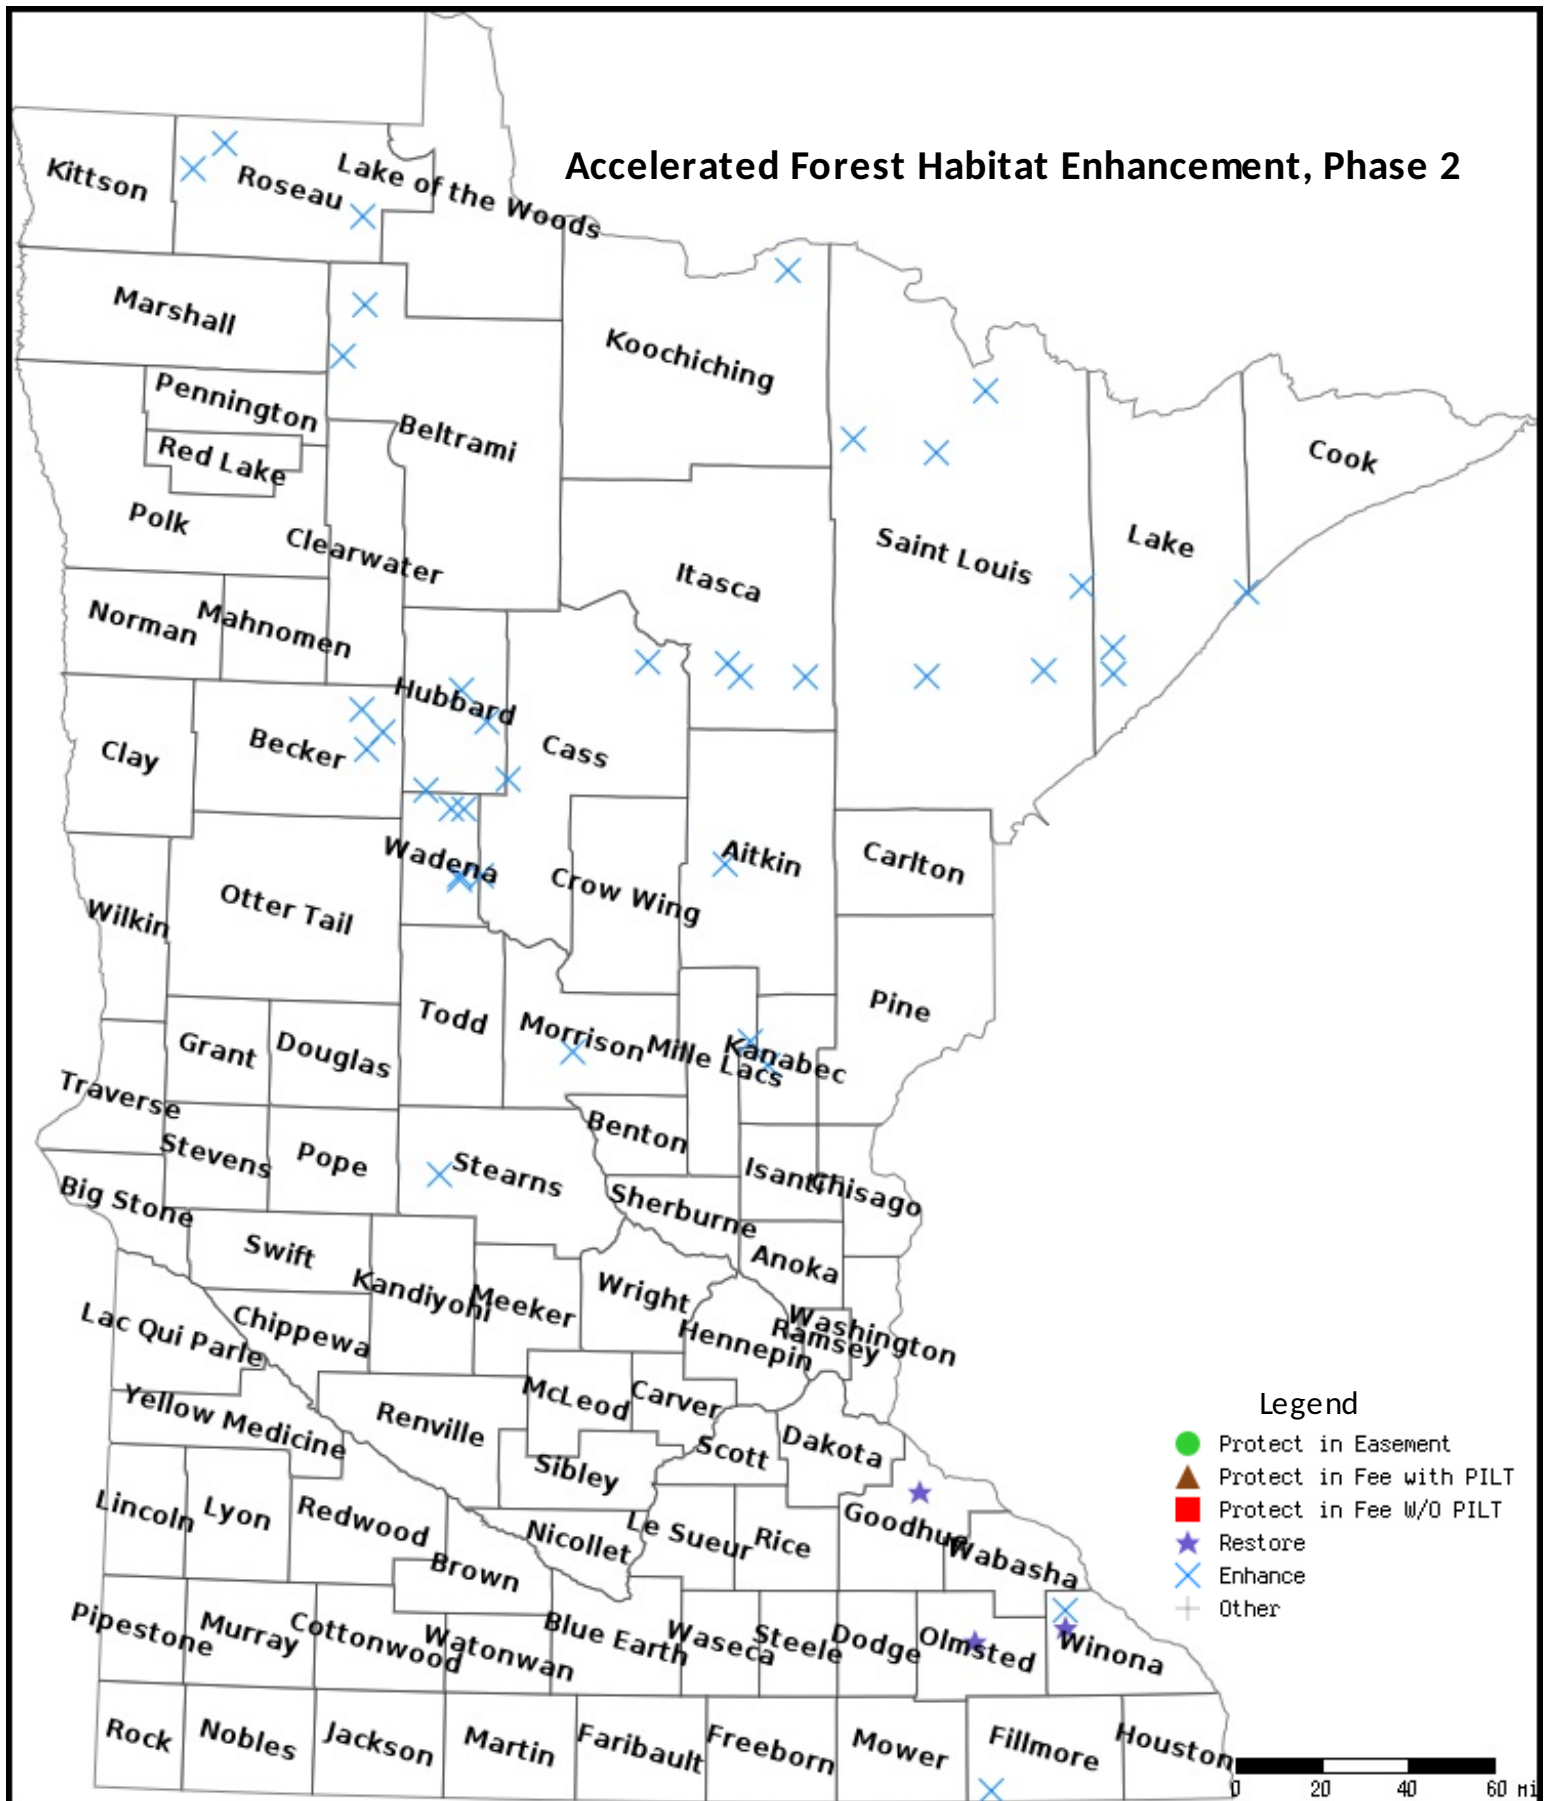 Accelerated Forest Habitat Enhancement, Phase 2
Kittson
Roseau
Lake of the Woods
Marshall
Koochiching
Pennington
Beltrami
Red Lake
Cook
Polk
Clearwater
Saint Louis
Lake
Itasca
Norman
Mahnomen
Hubbard
Clay
Becker
Cass
Wadena
Aitkin
Carlton
Wilkin
Otter Tail
Crow Wing
Todd
Morrison
Mille Lacs
Kanabec
Pine
Grant
Douglas
Traverse
Stevens
Pope
Stearns
Benton
Isanti
Chisago
Big Stone
Sherburne
Swift
Anoka
Kandiyohi
Meeker
Wright
Lac Qui Parle
Chippewa
Hennepin
Ramsey
Washington
Yellow Medicine
Renville
McLeod
Carver
Scott
Dakota
Sibley
Lincoln
Lyon
Redwood
Nicollet
Le Sueur
Rice
Goodhue
Wabasha
Brown
Pipestone
Murray
Cottonwood
Watonwan
Blue Earth
Waseca
Steele
Dodge
Olmsted
Winona
Rock
Nobles
Jackson
Martin
Faribault
Freeborn
Mower
Fillmore
Houston
Legend
Protect in Easement
Protect in Fee with PILT
Protect in Fee W/O PILT
Restore
Enhance
Other
0 20 40 60 mi